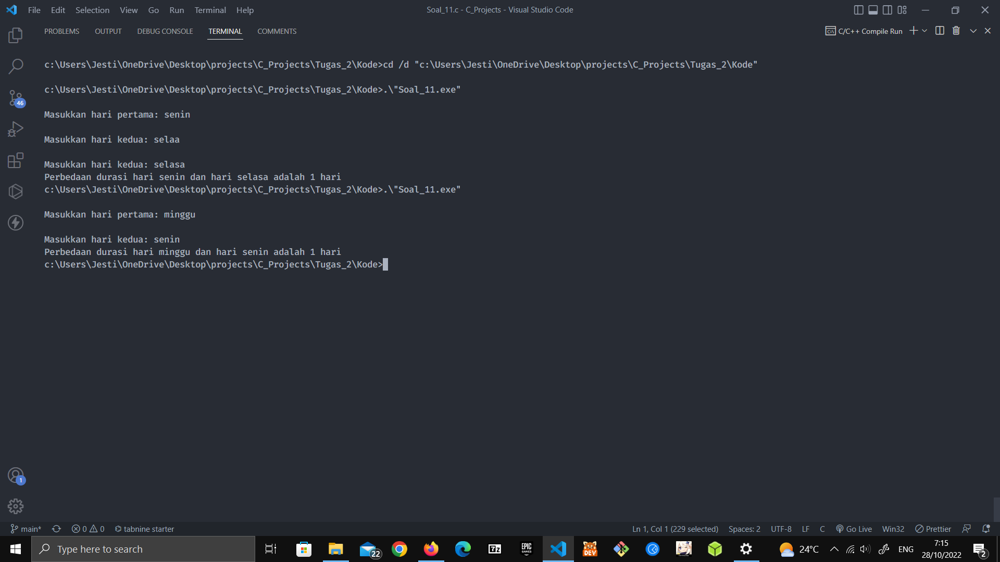 File Edit Selection View Go Run Terminal Help
Soal_11.c - C_Projects - Visual Studio Code
PROBLEMS OUTPUT DEBUG CONSOLE TERMINAL COMMENTS
C/C++ Compile Run
c:\Users\Jesti\OneDrive\Desktop\projects\C_Projects\Tugas_2\Kode>cd /d "c:\Users\Jesti\OneDrive\Desktop\projects\C_Projects\Tugas_2\Kode"
c:\Users\Jesti\OneDrive\Desktop\projects\C_Projects\Tugas_2\Kode>.\"Soal_11.exe"
Masukkan hari pertama: senin
Masukkan hari kedua: selaa
Masukkan hari kedua: selasa
Perbedaan durasi hari senin dan hari selasa adalah 1 hari
c:\Users\Jesti\OneDrive\Desktop\projects\C_Projects\Tugas_2\Kode>.\"Soal_11.exe"
Masukkan hari pertama: minggu
Masukkan hari kedua: senin
Perbedaan durasi hari minggu dan hari senin adalah 1 hari
c:\Users\Jesti\OneDrive\Desktop\projects\C_Projects\Tugas_2\Kode>
46
1
main* 0 0 tabnine starter
Ln 1, Col 1 (229 selected) Spaces: 2 UTF-8 LF C Go Live Win32 Prettier
Type here to search
22
7z
EPIC GAMES
DEV
24°C
ENG
7:15
28/10/2022
2